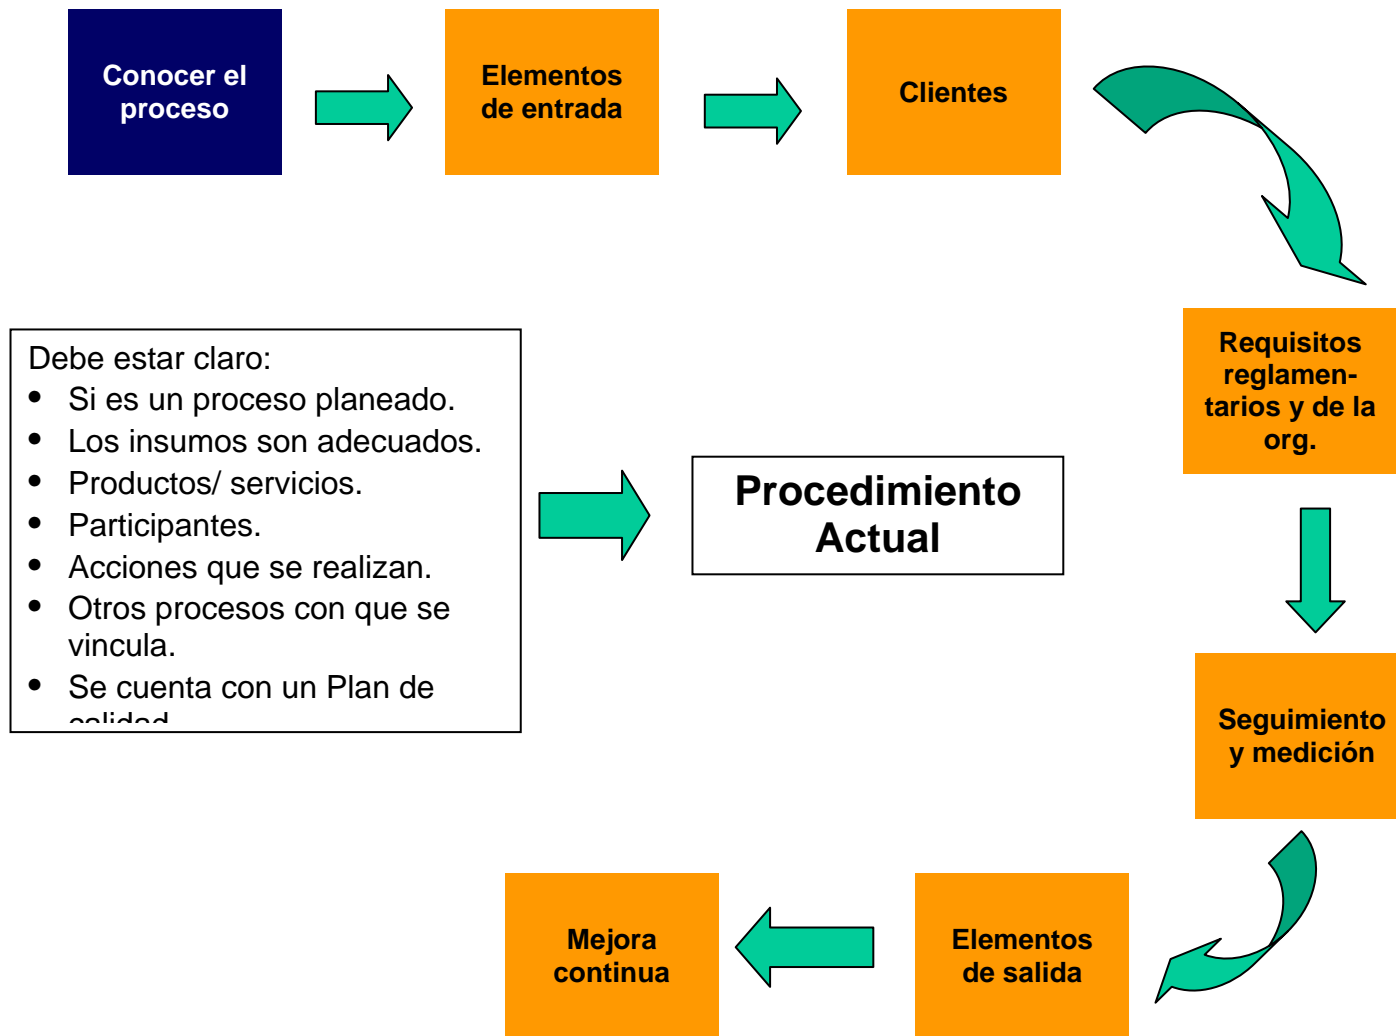 Conocer el
proceso
Elementos
de entrada
Clientes
Requisitos
reglamen-
tarios y de la
org.
Debe estar claro:
• Si es un proceso planeado.
• Los insumos son adecuados.
• Productos/ servicios.
• Participantes.
• Acciones que se realizan.
• Otros procesos con que se
vincula.
• Se cuenta con un Plan de
calidad
Procedimiento
Actual
Seguimiento
y medición
Elementos
de salida
Mejora
continua